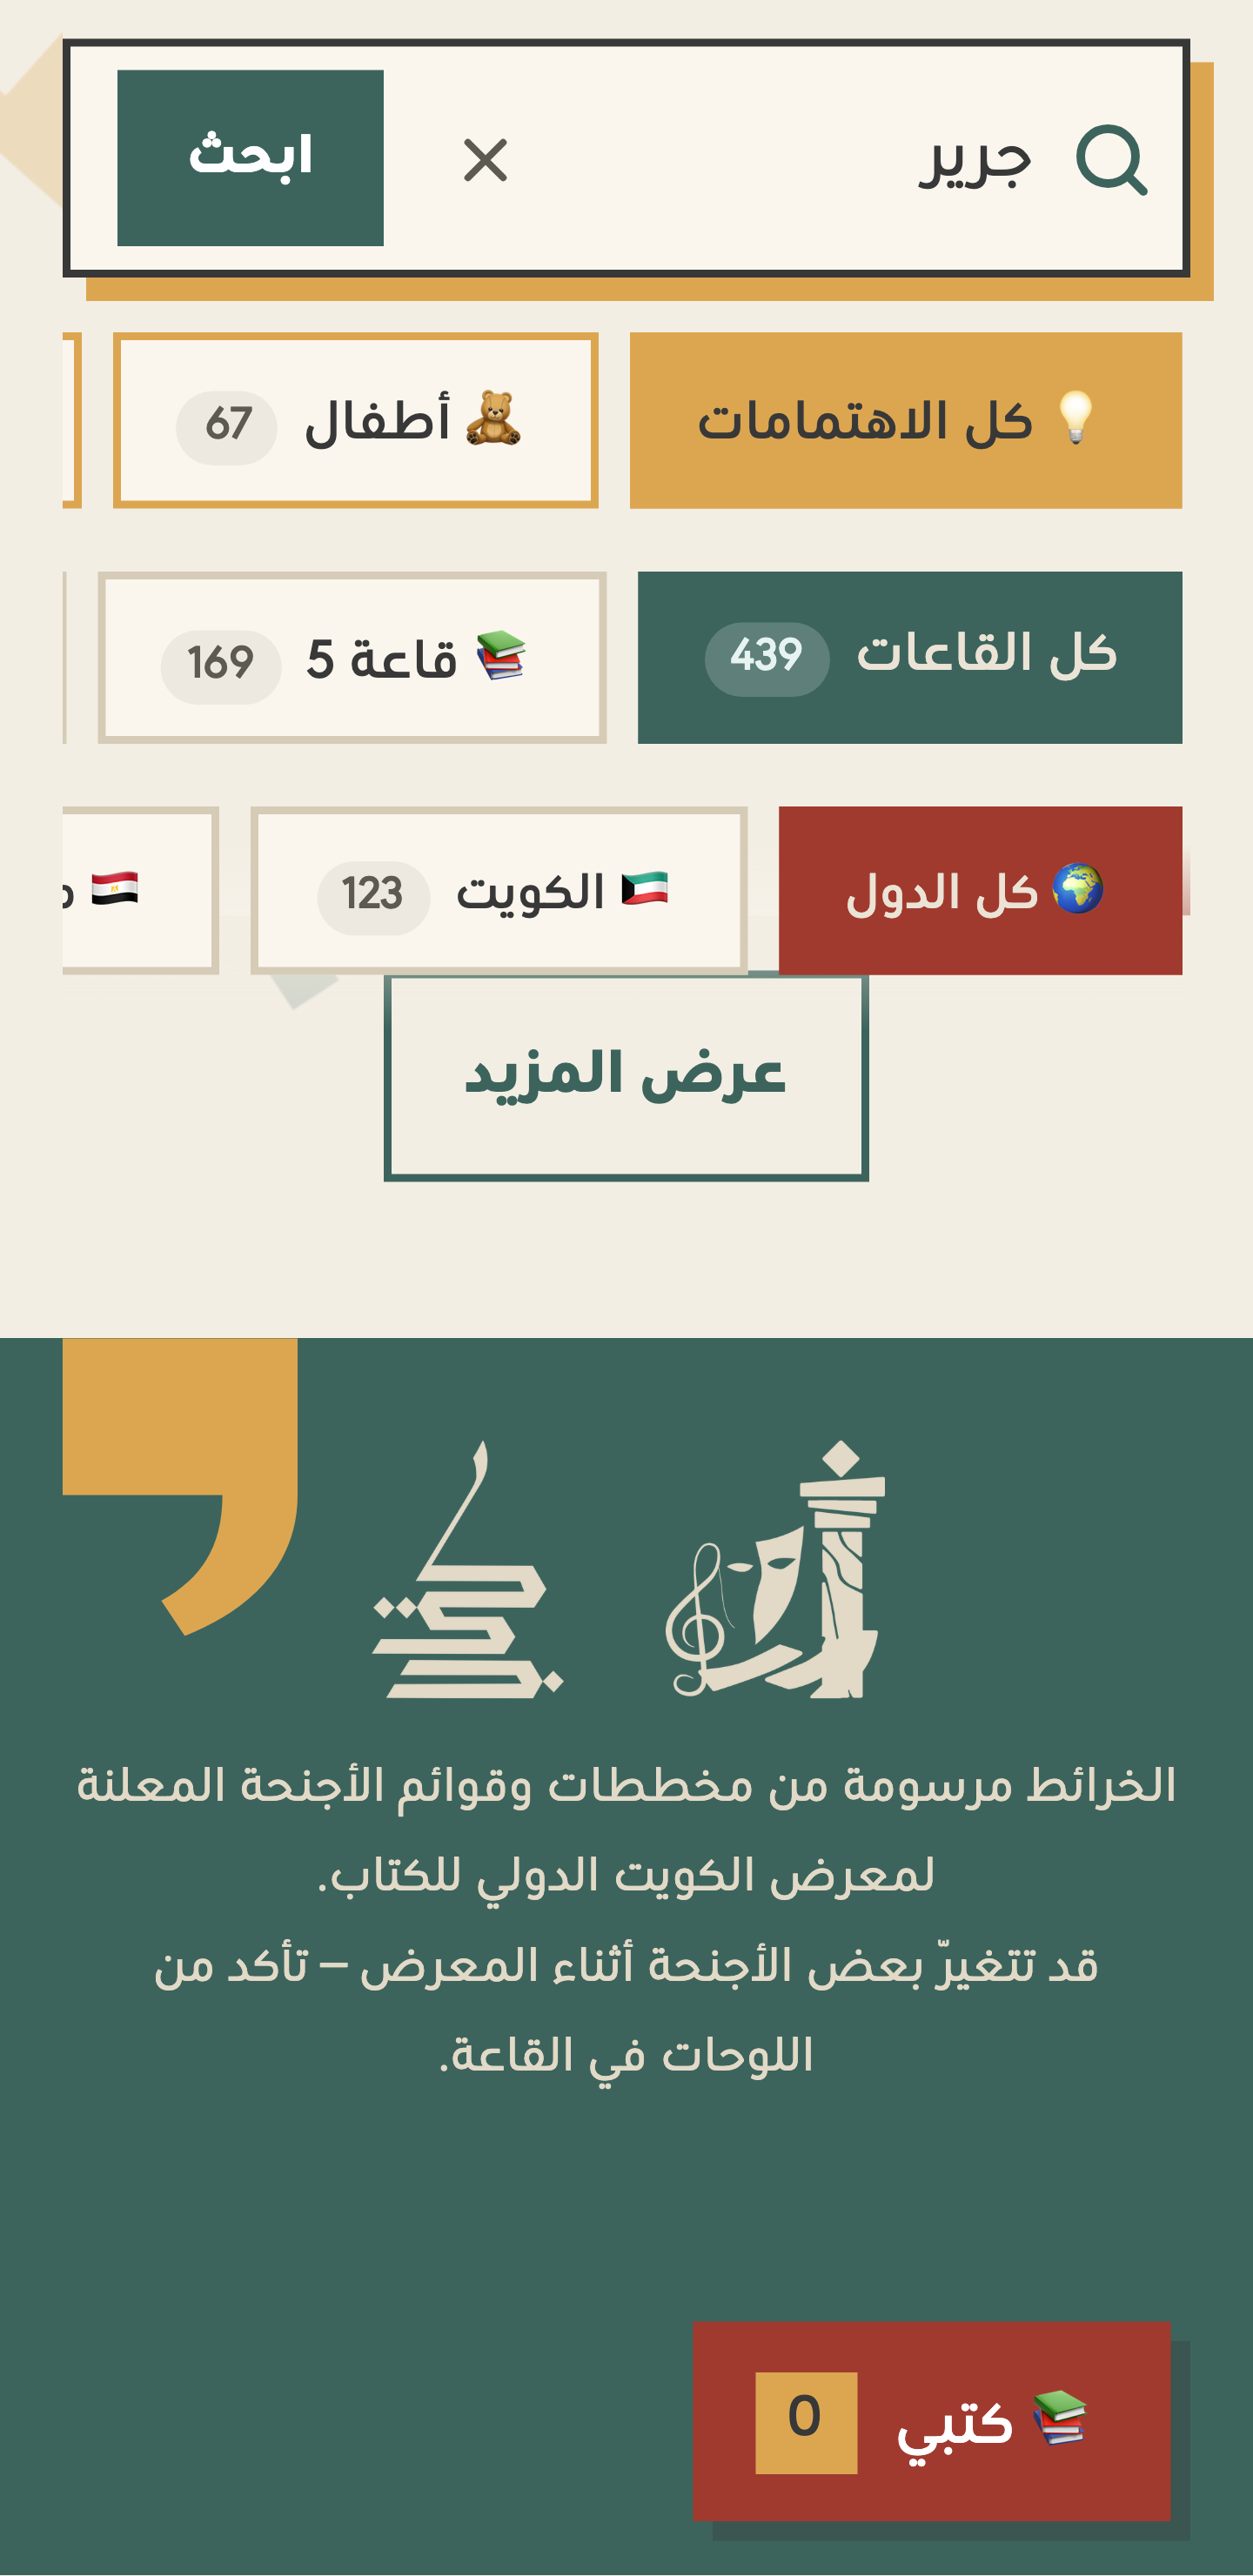 جرير
ابحث
كل الاهتمامات
أطفال 67
كل القاعات 439
قاعة 5 169
كل الدول
الكويت 123
عرض المزيد
الخرائط مرسومة من مخططات وقوائم الأجنحة المعلنة
لمعرض الكويت الدولي للكتاب.
قد تتغيرّ بعض الأجنحة أثناء المعرض — تأكد من
اللوحات في القاعة.
كتبي 0